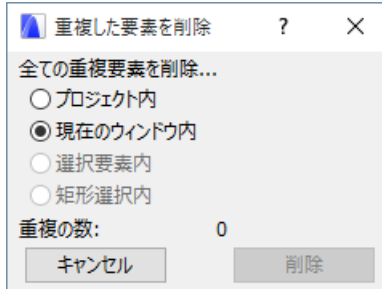 重複した要素を削除 ?
全ての重複要素を削除...
プロジェクト内
現在のウィンドウ内
選択要素内
矩形選択内
重複の数: 0
キャンセル 削除